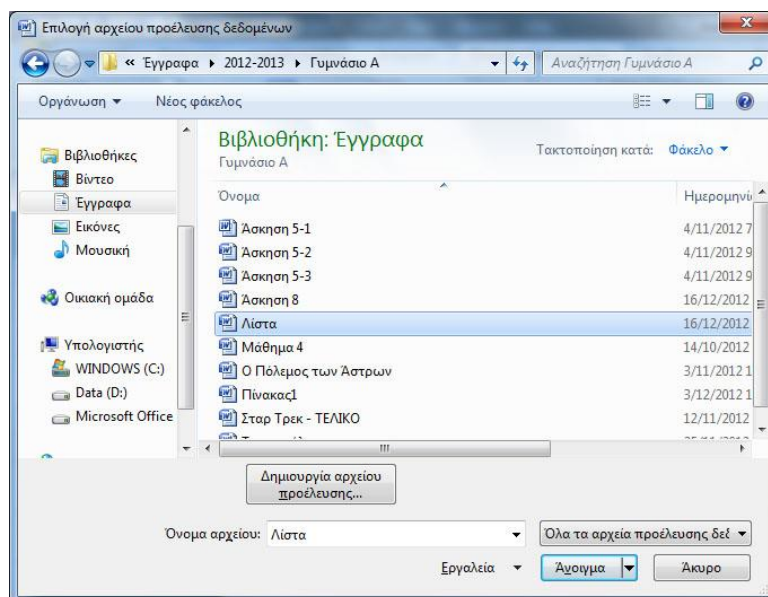 Επιλογή αρχείου προέλευσης δεδομένων
« Έγγραφα ▸ 2012-2013 ▸ Γυμνάσιο Α
Αναζήτηση Γυμνάσιο Α
Οργάνωση Νέος φάκελος
Βιβλιοθήκες
Βίντεο
Έγγραφα
Εικόνες
Μουσική
Οικιακή ομάδα
Υπολογιστής
WINDOWS (C:)
Data (D:)
Microsoft Office
Βιβλιοθήκη: Έγγραφα
Γυμνάσιο Α
Τακτοποίηση κατά: Φάκελο
Όνομα Ημερομηνί
Άσκηση 5-1 4/11/2012 7
Άσκηση 5-2 4/11/2012 9
Άσκηση 5-3 4/11/2012 9
Άσκηση 8 16/12/2012
Λίστα 16/12/2012
Μάθημα 4 14/10/2012
Ο Πόλεμος των Άστρων 3/11/2012 1
Πίνακας1 3/12/2012 1
Σταρ Τρεκ - ΤΕΛΙΚΟ 12/11/2012
Δημιουργία αρχείου
προέλευσης...
Όνομα αρχείου: Λίστα Όλα τα αρχεία προέλευσης δεδ
Εργαλεία Άνοιγμα Άκυρο